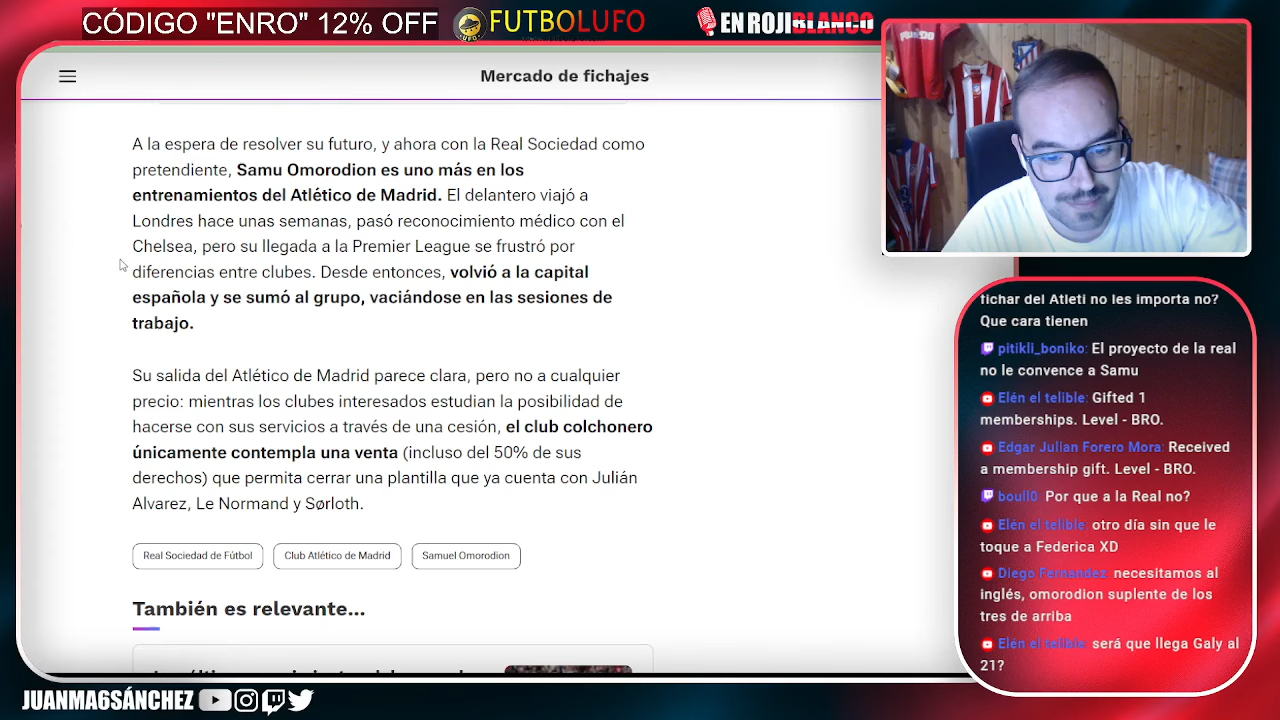 CÓDIGO "ENRO" 12% OFF
FUTBOLUFO
EN ROJIBLANCO
Mercado de fichajes
A la espera de resolver su futuro, y ahora con la Real Sociedad como
pretendiente, Samu Omorodion es uno más en los
entrenamientos del Atlético de Madrid. El delantero viajó a
Londres hace unas semanas, pasó reconocimiento médico con el
Chelsea, pero su llegada a la Premier League se frustró por
diferencias entre clubes. Desde entonces, volvió a la capital
española y se sumó al grupo, vaciándose en las sesiones de
trabajo.
Su salida del Atlético de Madrid parece clara, pero no a cualquier
precio: mientras los clubes interesados estudian la posibilidad de
hacerse con sus servicios a través de una cesión, el club colchonero
únicamente contempla una venta (incluso del 50% de sus
derechos) que permita cerrar una plantilla que ya cuenta con Julián
Alvarez, Le Normand y Sørloth.
Real Sociedad de Fútbol
Club Atlético de Madrid
Samuel Omorodion
También es relevante...
fichar del Atleti no les importa no?
Que cara tienen
pitikli_boniko: El proyecto de la real
no le convence a Samu
Elén el telible: Gifted 1
memberships. Level - BRO.
Edgar Julian Forero Mora: Received
a membership gift. Level - BRO.
boull0: Por que a la Real no?
Elén el telible: otro día sin que le
toque a Federica XD
Diego Fernandez: necesitamos al
inglés, omorodion suplente de los
tres de arriba
Elén el telible: será que llega Galy al
21?
JUANMA6SÁNCHEZ